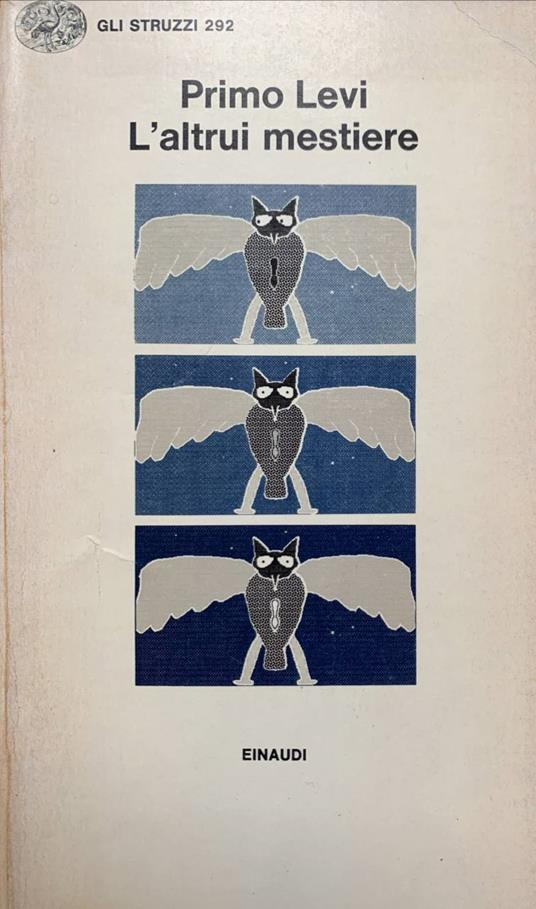 GLI STRUZZI 292
Primo Levi
L'altrui mestiere
EINAUDI